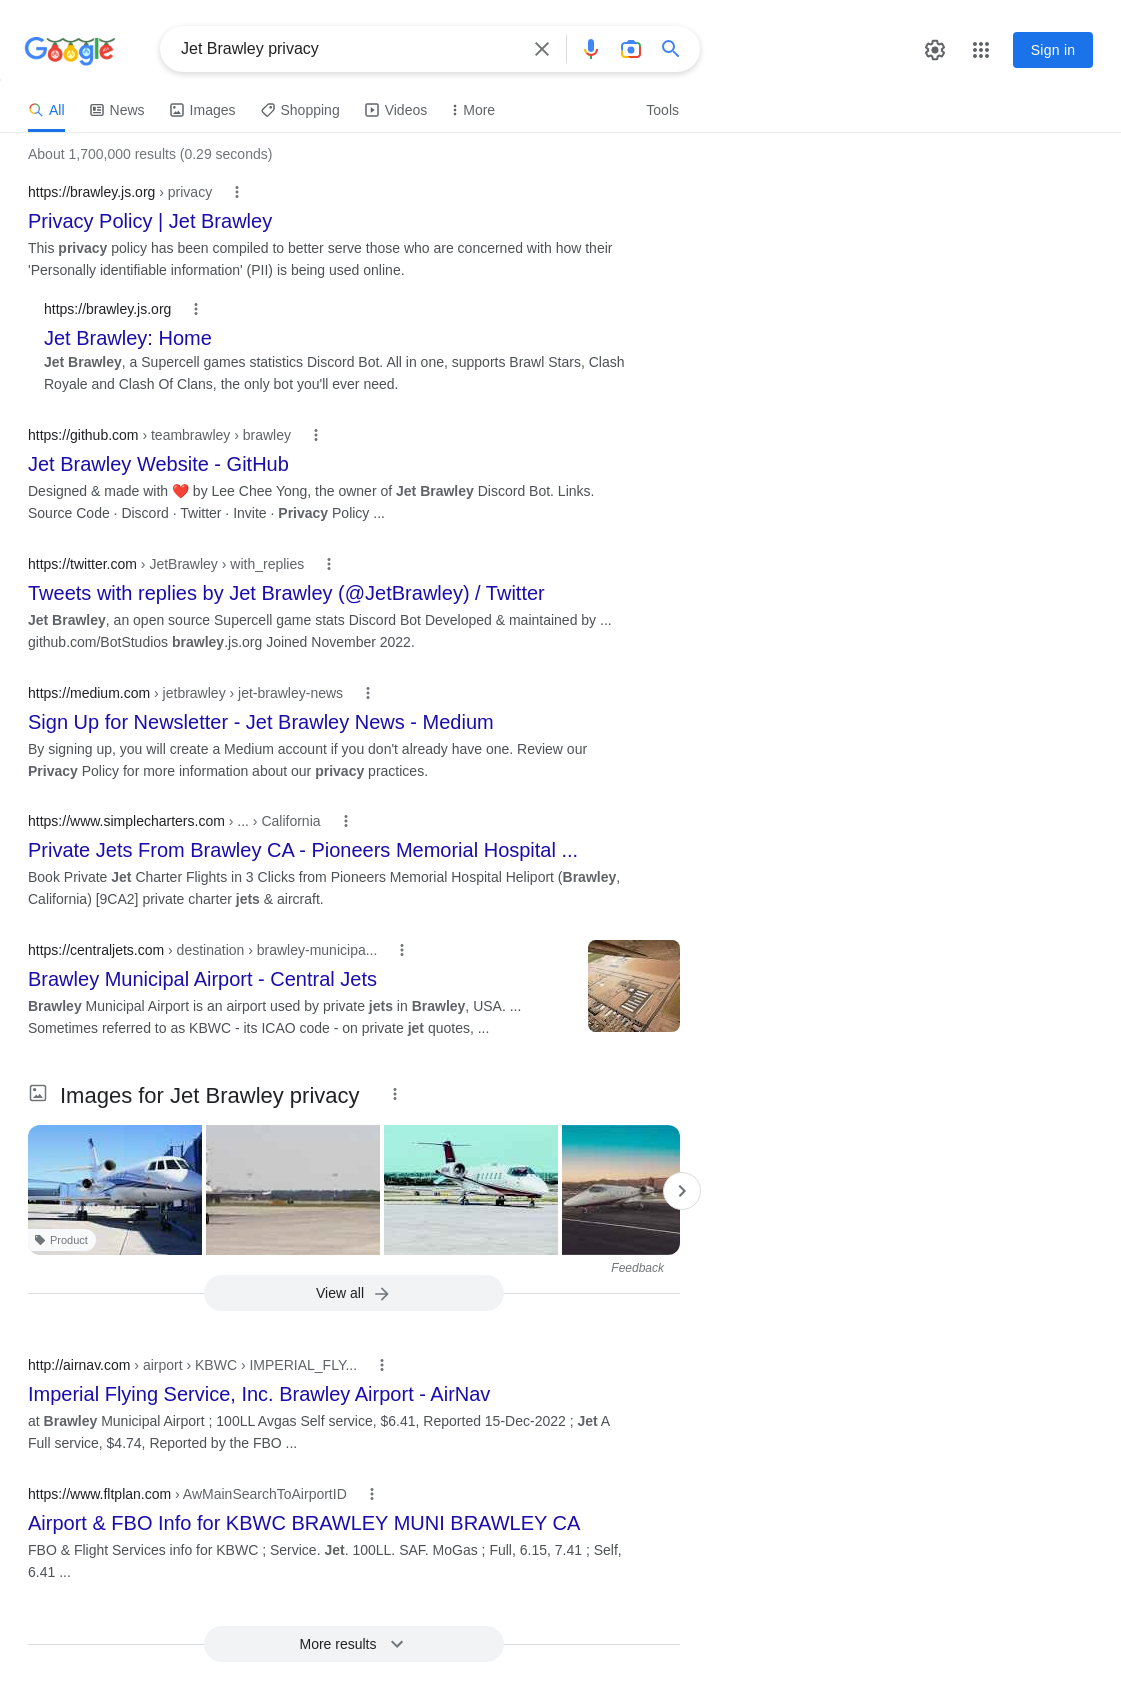 Google
Jet Brawley privacy
Sign in
All News Images Shopping Videos More Tools
About 1,700,000 results (0.29 seconds)
https://brawley.js.org › privacy
Privacy Policy | Jet Brawley
This privacy policy has been compiled to better serve those who are concerned with how their
'Personally identifiable information' (PII) is being used online.
https://brawley.js.org
Jet Brawley: Home
Jet Brawley, a Supercell games statistics Discord Bot. All in one, supports Brawl Stars, Clash
Royale and Clash Of Clans, the only bot you'll ever need.
https://github.com › teambrawley › brawley
Jet Brawley Website - GitHub
Designed & made with ❤️ by Lee Chee Yong, the owner of Jet Brawley Discord Bot. Links.
Source Code · Discord · Twitter · Invite · Privacy Policy ...
https://twitter.com › JetBrawley › with_replies
Tweets with replies by Jet Brawley (@JetBrawley) / Twitter
Jet Brawley, an open source Supercell game stats Discord Bot Developed & maintained by ...
github.com/BotStudios brawley.js.org Joined November 2022.
https://medium.com › jetbrawley › jet-brawley-news
Sign Up for Newsletter - Jet Brawley News - Medium
By signing up, you will create a Medium account if you don't already have one. Review our
Privacy Policy for more information about our privacy practices.
https://www.simplecharters.com › ... › California
Private Jets From Brawley CA - Pioneers Memorial Hospital ...
Book Private Jet Charter Flights in 3 Clicks from Pioneers Memorial Hospital Heliport (Brawley,
California) [9CA2] private charter jets & aircraft.
https://centraljets.com › destination › brawley-municipa...
Brawley Municipal Airport - Central Jets
Brawley Municipal Airport is an airport used by private jets in Brawley, USA. ...
Sometimes referred to as KBWC - its ICAO code - on private jet quotes, ...
Images for Jet Brawley privacy
Product
Feedback
View all
http://airnav.com › airport › KBWC › IMPERIAL_FLY...
Imperial Flying Service, Inc. Brawley Airport - AirNav
at Brawley Municipal Airport ; 100LL Avgas Self service, $6.41, Reported 15-Dec-2022 ; Jet A
Full service, $4.74, Reported by the FBO ...
https://www.fltplan.com › AwMainSearchToAirportID
Airport & FBO Info for KBWC BRAWLEY MUNI BRAWLEY CA
FBO & Flight Services info for KBWC ; Service. Jet. 100LL. SAF. MoGas ; Full, 6.15, 7.41 ; Self,
6.41 ...
More results